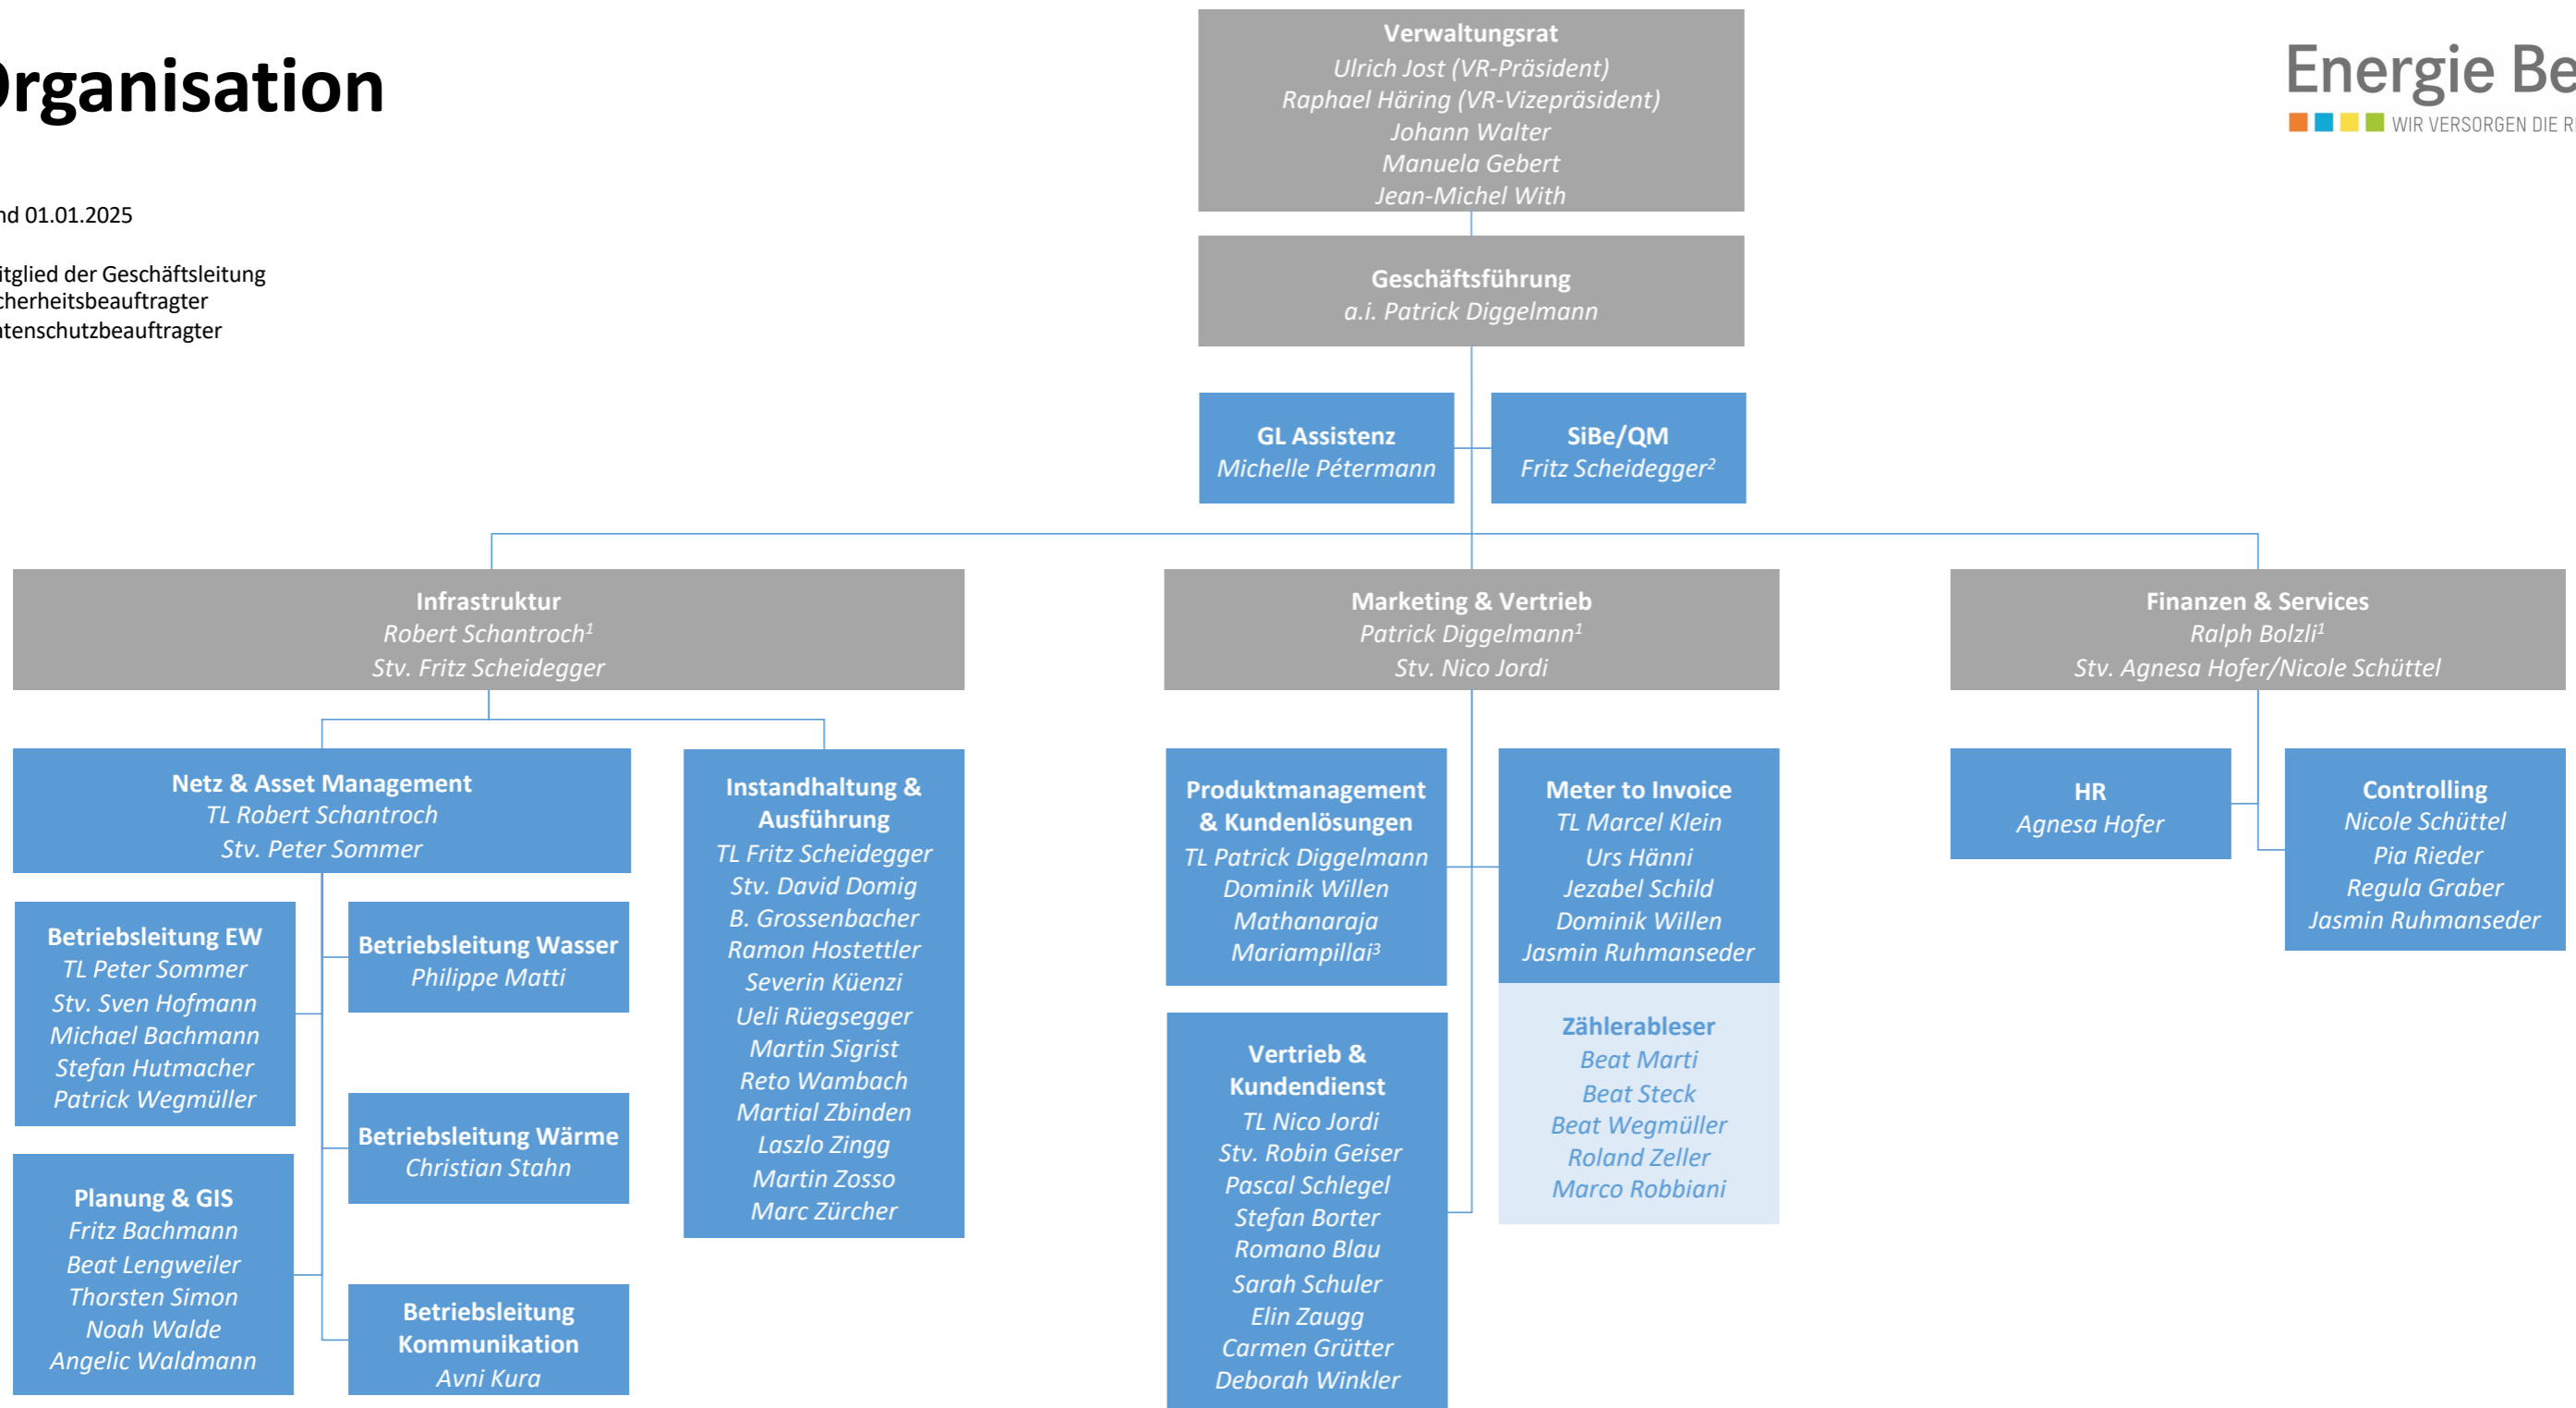 Organisation
Energie Be
WIR VERSORGEN DIE RE
nd 01.01.2025
itglied der Geschäftsleitung
cherheitsbeauftragter
atenschutzbeauftragter
Verwaltungsrat
Ulrich Jost (VR-Präsident)
Raphael Häring (VR-Vizepräsident)
Johann Walter
Manuela Gebert
Jean-Michel With
Geschäftsführung
a.i. Patrick Diggelmann
GL Assistenz
Michelle Pétermann
SiBe/QM
Fritz Scheidegger²
Infrastruktur
Robert Schantroch¹
Stv. Fritz Scheidegger
Marketing & Vertrieb
Patrick Diggelmann¹
Stv. Nico Jordi
Finanzen & Services
Ralph Bolzli¹
Stv. Agnesa Hofer/Nicole Schüttel
Netz & Asset Management
TL Robert Schantroch
Stv. Peter Sommer
Betriebsleitung EW
TL Peter Sommer
Stv. Sven Hofmann
Michael Bachmann
Stefan Hutmacher
Patrick Wegmüller
Planung & GIS
Fritz Bachmann
Beat Lengweiler
Thorsten Simon
Noah Walde
Angelic Waldmann
Betriebsleitung Wasser
Philippe Matti
Betriebsleitung Wärme
Christian Stahn
Betriebsleitung
Kommunikation
Avni Kura
Instandhaltung &
Ausführung
TL Fritz Scheidegger
Stv. David Domig
B. Grossenbacher
Ramon Hostettler
Severin Küenzi
Ueli Rüegsegger
Martin Sigrist
Reto Wambach
Martial Zbinden
Laszlo Zingg
Martin Zosso
Marc Zürcher
Produktmanagement
& Kundenlösungen
TL Patrick Diggelmann
Dominik Willen
Mathanaraja
Mariampillai³
Vertrieb &
Kundendienst
TL Nico Jordi
Stv. Robin Geiser
Pascal Schlegel
Stefan Borter
Romano Blau
Sarah Schuler
Elin Zaugg
Carmen Grütter
Deborah Winkler
Meter to Invoice
TL Marcel Klein
Urs Hänni
Jezabel Schild
Dominik Willen
Jasmin Ruhmanseder
Zählerableser
Beat Marti
Beat Steck
Beat Wegmüller
Roland Zeller
Marco Robbiani
HR
Agnesa Hofer
Controlling
Nicole Schüttel
Pia Rieder
Regula Graber
Jasmin Ruhmanseder